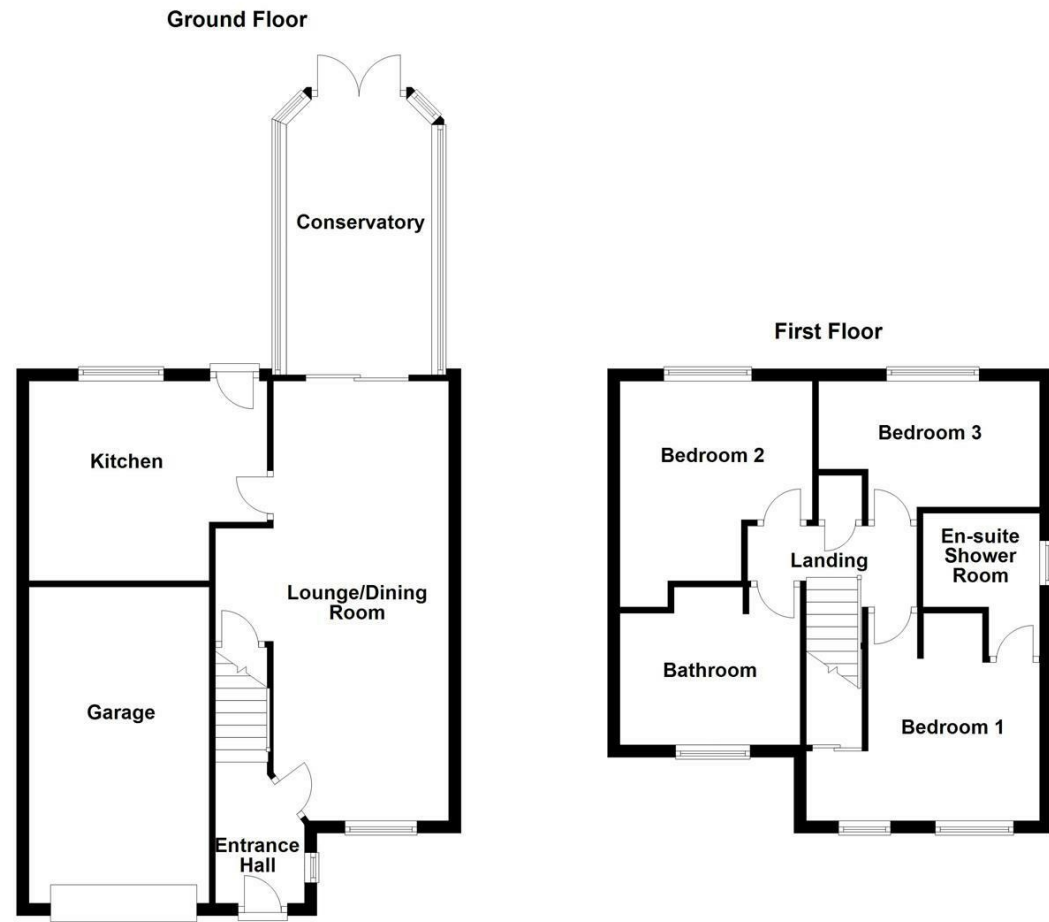 Ground Floor
Conservatory
Kitchen
Lounge/Dining
Room
Garage
Entrance
Hall
First Floor
Bedroom 2
Bedroom 3
En-suite
Shower
Room
Landing
Bathroom
Bedroom 1